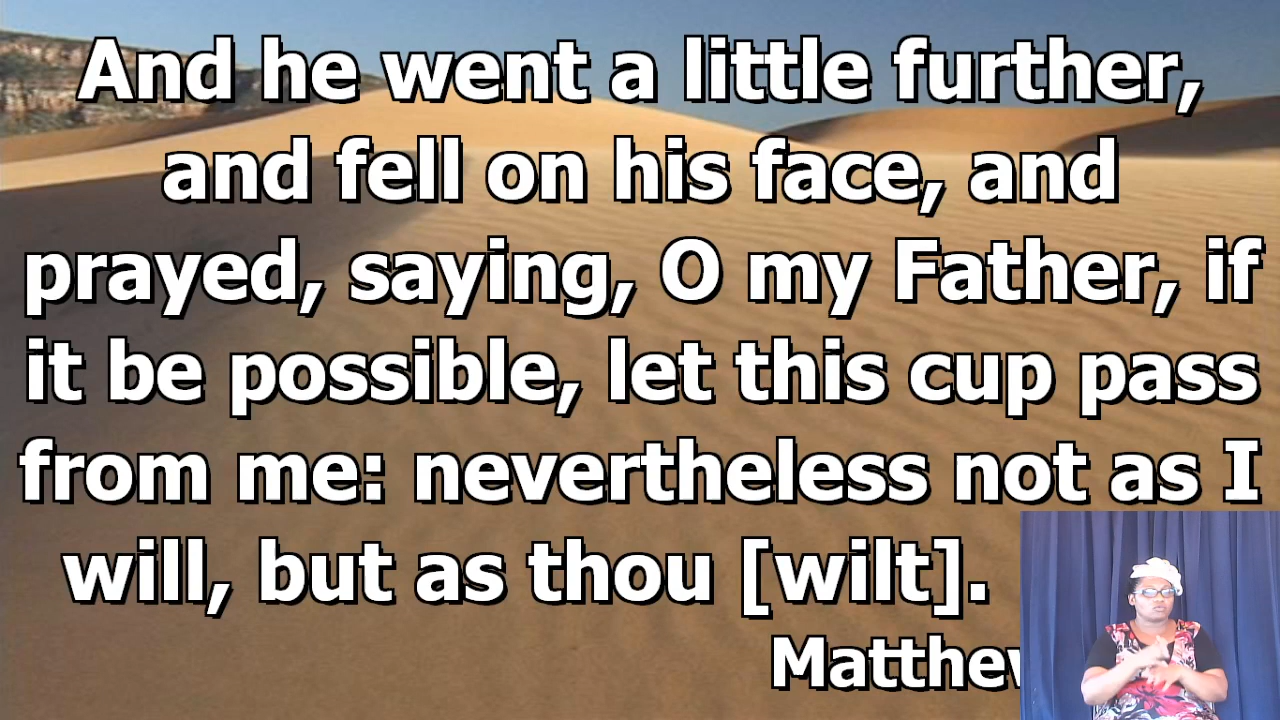 And he went a little further,
and fell on his face, and
prayed, saying, O my Father, if
it be possible, let this cup pass
from me: nevertheless not as I
will, but as thou [wilt].
Matthew